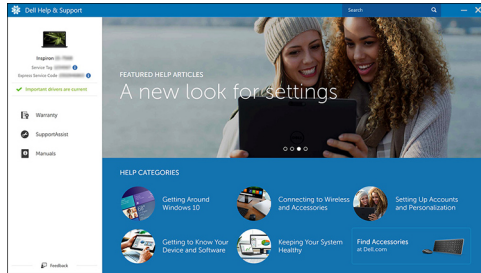 Dell Help & Support
Search
Inspiron
Service Tag
Express Service Code
Important drivers are current
Warranty
SupportAssist
Manuals
Feedback
FEATURED HELP ARTICLES
A new look for settings
HELP CATEGORIES
Getting Around
Windows 10
Connecting to Wireless
and Accessories
Setting Up Accounts
and Personalization
Getting to Know Your
Device and Software
Keeping Your System
Healthy
Find Accessories
at Dell.com